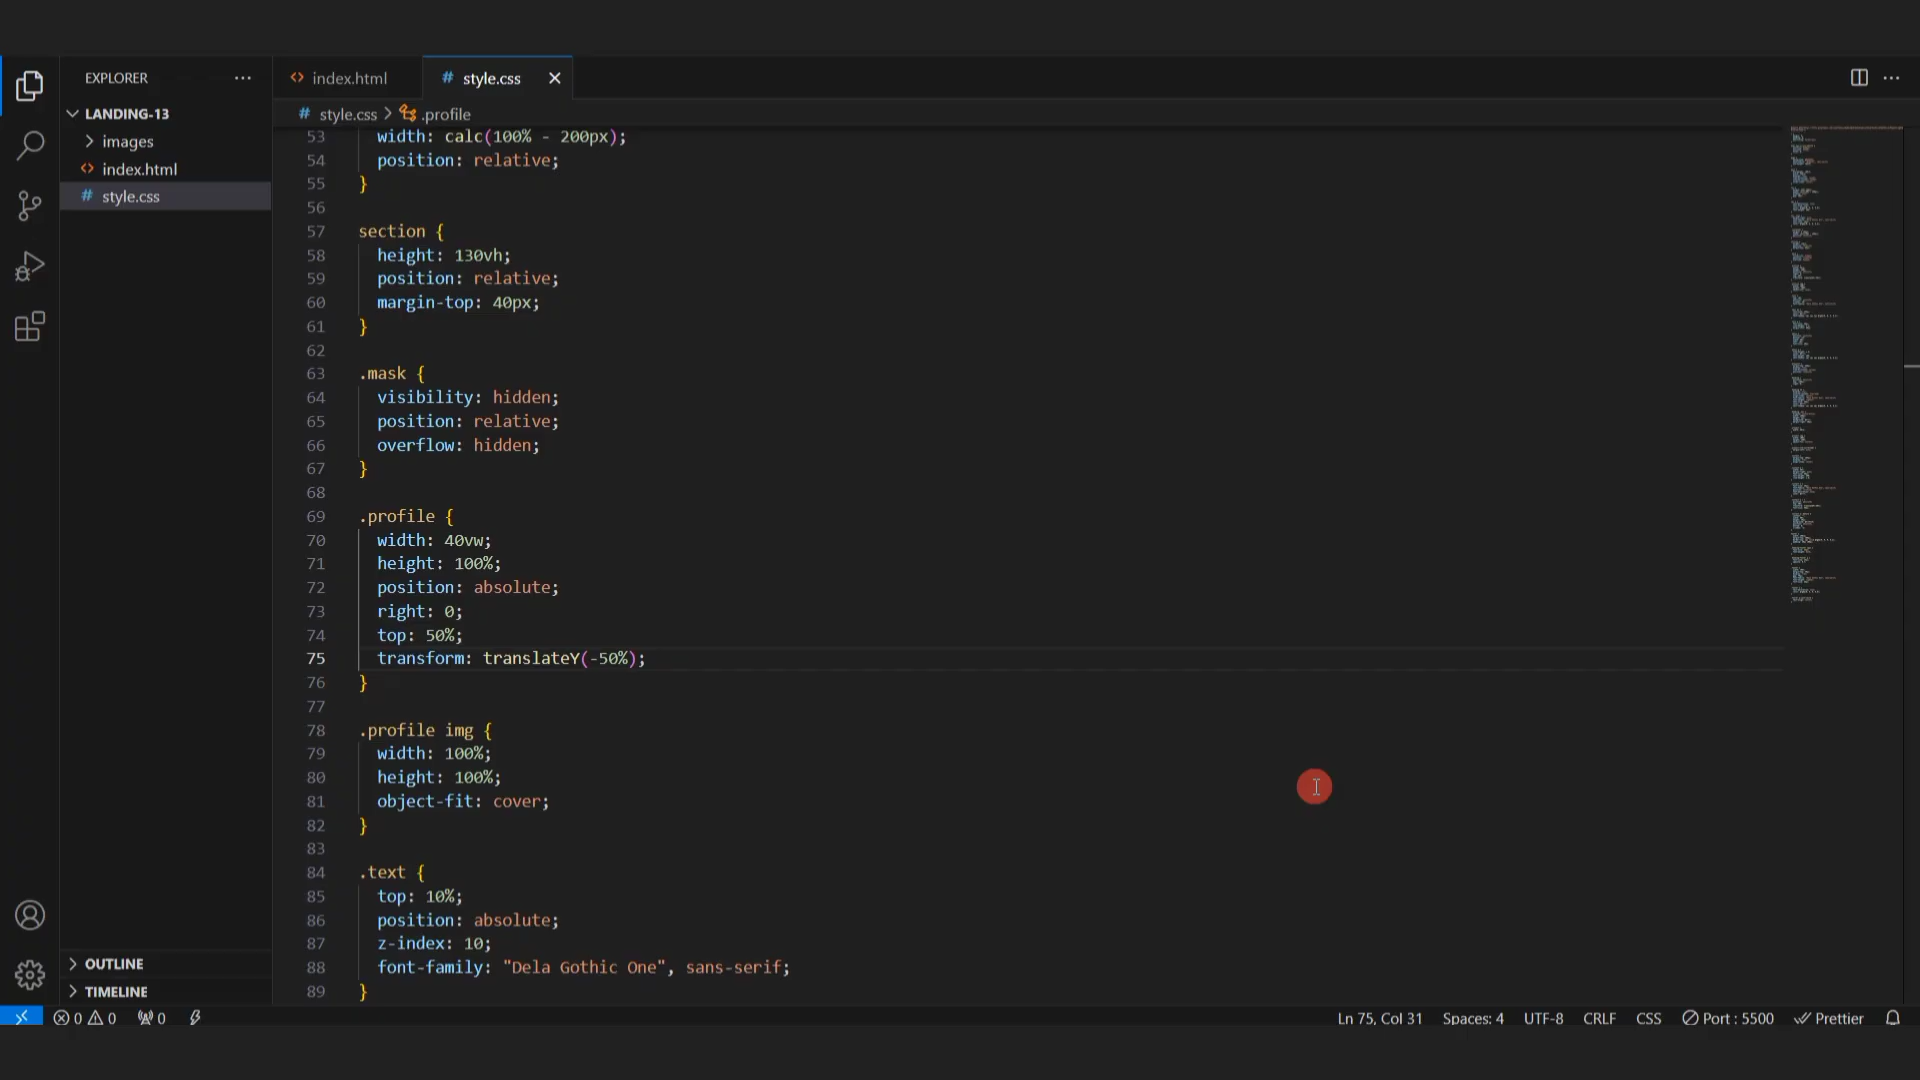 EXPLORER
LANDING-13
images
index.html
style.css
OUTLINE
TIMELINE
index.html
style.css
style.css > .profile
53 width: calc(100% - 200px);
54 position: relative;
55 }
56
57 section {
58 height: 130vh;
59 position: relative;
60 margin-top: 40px;
61 }
62
63 .mask {
64 visibility: hidden;
65 position: relative;
66 overflow: hidden;
67 }
68
69 .profile {
70 width: 40vw;
71 height: 100%;
72 position: absolute;
73 right: 0;
74 top: 50%;
75 transform: translateY(-50%);
76 }
77
78 .profile img {
79 width: 100%;
80 height: 100%;
81 object-fit: cover;
82 }
83
84 .text {
85 top: 10%;
86 position: absolute;
87 z-index: 10;
88 font-family: "Dela Gothic One", sans-serif;
89 }
0 0 0 Ln 75, Col 31 Spaces: 4 UTF-8 CRLF CSS Port : 5500 Prettier